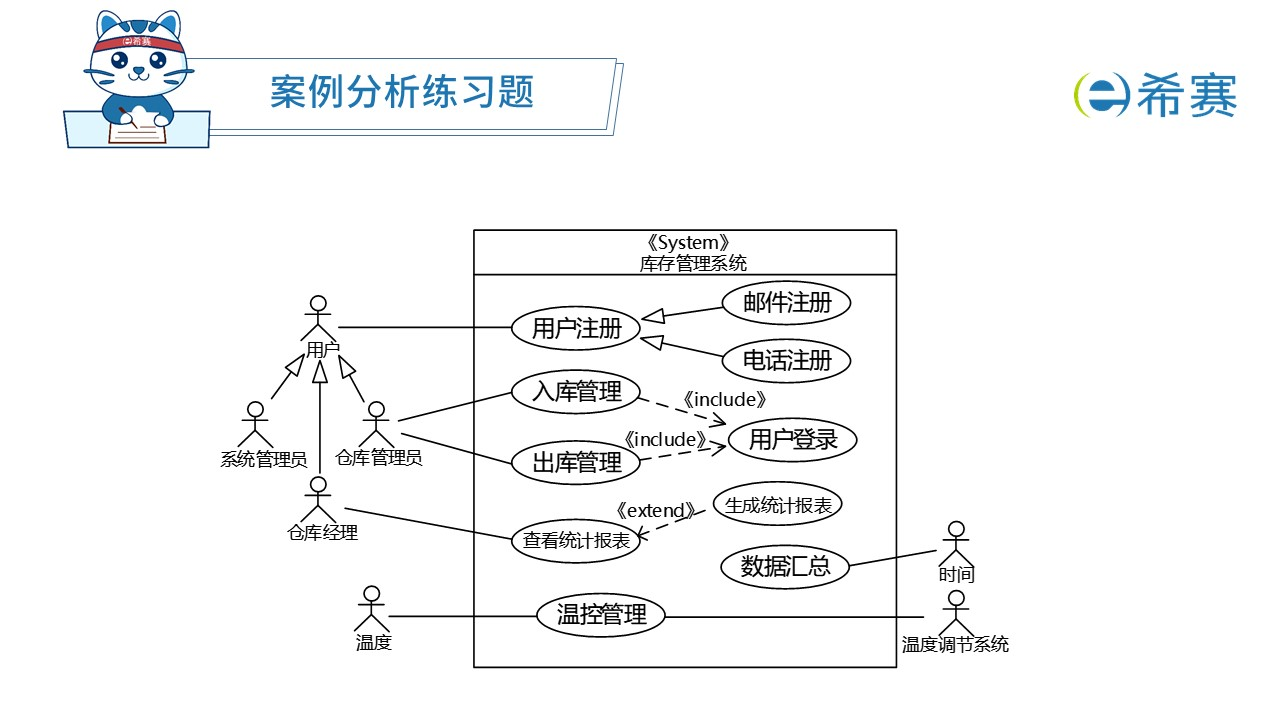 希赛
案例分析练习题
希赛
《System》
库存管理系统
邮件注册
用户注册
用户
电话注册
入库管理
《include》
用户登录
《include》
系统管理员
仓库管理员
出库管理
生成统计报表
《extend》
仓库经理
查看统计报表
数据汇总
时间
温控管理
温度
温度调节系统